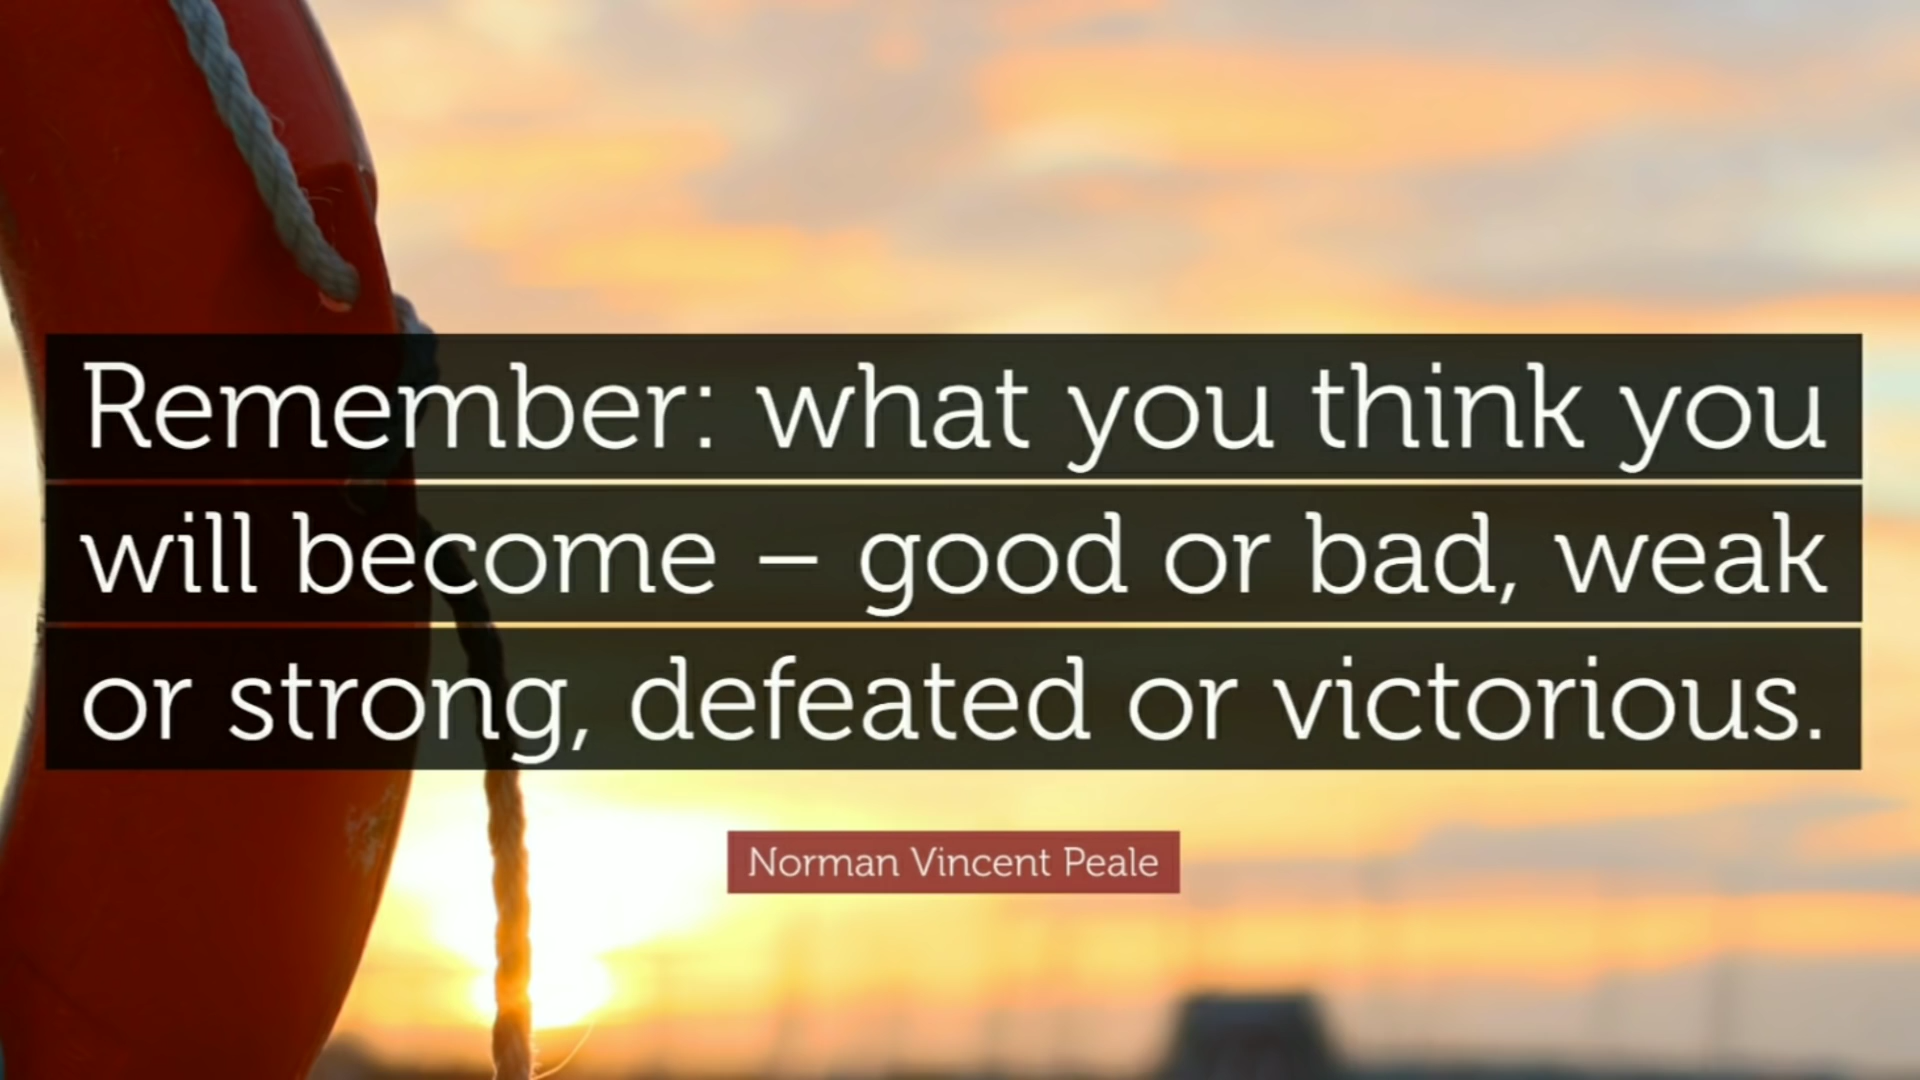 Remember: what you think you
will become – good or bad, weak
or strong, defeated or victorious.
Norman Vincent Peale